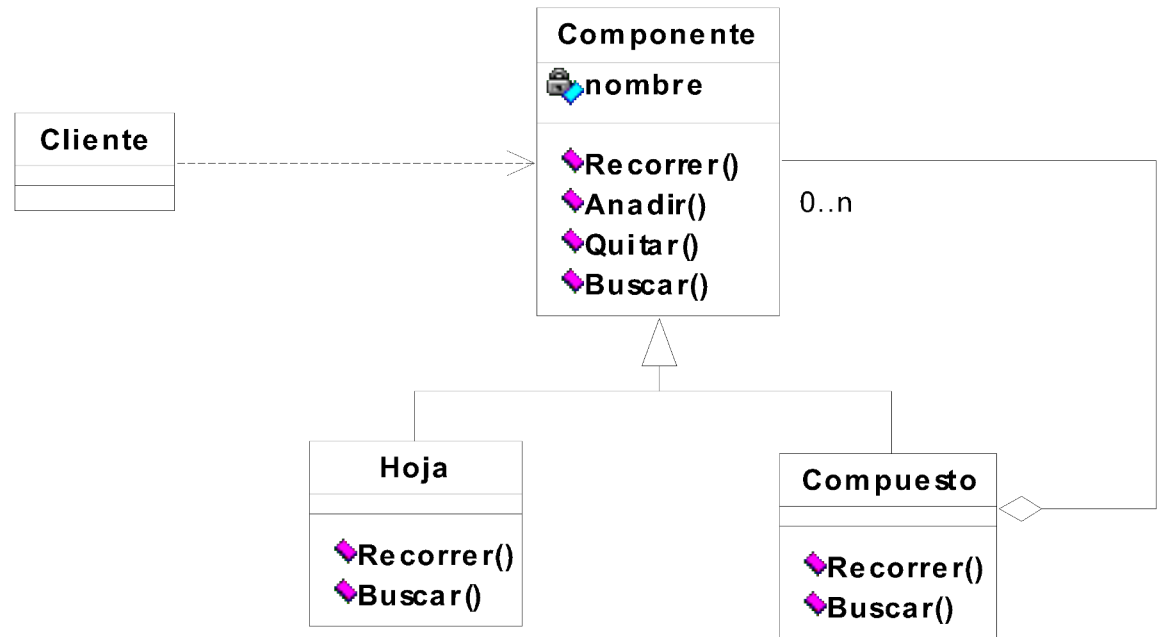 Componente
nombre
Cliente
Recorrer()
Anadir()
0..n
Quitar()
Buscar()
Hoja
Recorrer()
Buscar()
Compuesto
Recorrer()
Buscar()